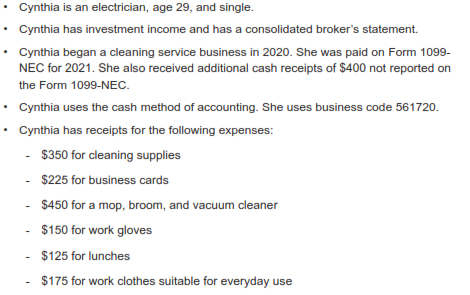 • Cynthia is an electrician, age 29, and single.
• Cynthia has investment income and has a consolidated broker's statement.
• Cynthia began a cleaning service business in 2020. She was paid on Form 1099-
NEC for 2021. She also received additional cash receipts of $400 not reported on
the Form 1099-NEC.
• Cynthia uses the cash method of accounting. She uses business code 561720.
• Cynthia has receipts for the following expenses:
- $350 for cleaning supplies
- $225 for business cards
- $450 for a mop, broom, and vacuum cleaner
- $150 for work gloves
- $125 for lunches
- $175 for work clothes suitable for everyday use